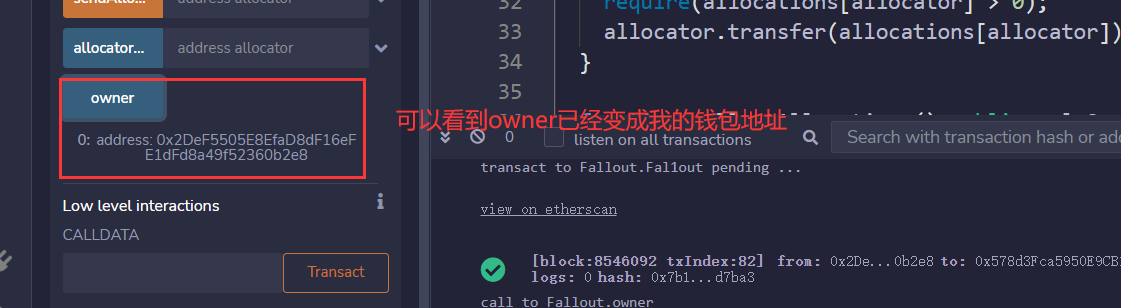 sendAllo...
allocator...
address allocator
owner
0: address: 0x2DeF5505E8EfaD8dF16eF
E1dFd8a49f52360b2e8
Low level interactions
CALLDATA
Transact
32 require(allocations[allocator] > 0);
33 allocator.transfer(allocations[allocator])
34 }
35
可以看到owner已经变成我的钱包地址
0
listen on all transactions
Search with transaction hash or add
transact to Fallout.Fal1out pending ...
view on etherscan
[block:8546092 txIndex:82] from: 0x2De...0b2e8 to: 0x578d3Fca5950E9CB
logs: 0 hash: 0x7b1...d7ba3
call to Fallout.owner